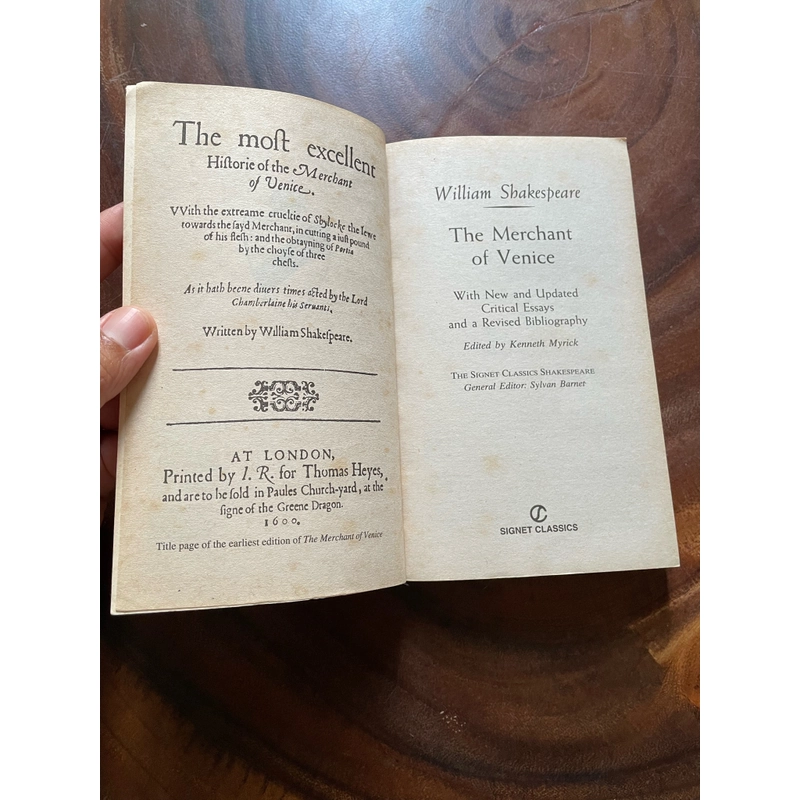 The moſt excellent
Hiſtorie of the Merchant
of Venice.
VVith the extreame crueltie of Shylocke the Iewe
towards the ſayd Merchant, in cutting a iuſt pound
of his fleſh: and the obtayning of Portia
by the choyſe of three
cheſts.
As it hath beene diuers times acted by the Lord
Chamberlaine his Seruants.
Written by William Shakeſpeare.
AT LONDON,
Printed by I. R. for Thomas Heyes,
and are to be ſold in Paules Church-yard, at the
ſigne of the Greene Dragon.
1600.
Title page of the earliest edition of The Merchant of Venice
William Shakespeare
The Merchant
of Venice
With New and Updated
Critical Essays
and a Revised Bibliography
Edited by Kenneth Myrick
THE SIGNET CLASSICS SHAKESPEARE
General Editor: Sylvan Barnet
SIGNET CLASSICS